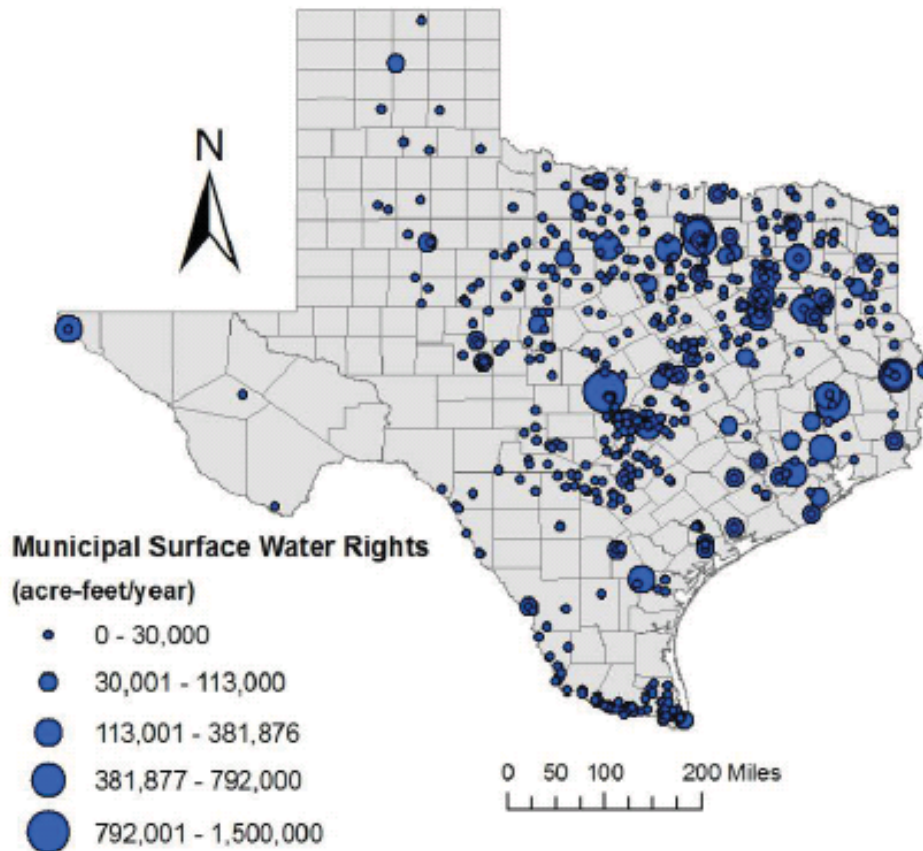 N
Municipal Surface Water Rights
(acre-feet/year)
0 - 30,000
30,001 - 113,000
113,001 - 381,876
381,877 - 792,000
792,001 - 1,500,000
0 50 100 200 Miles